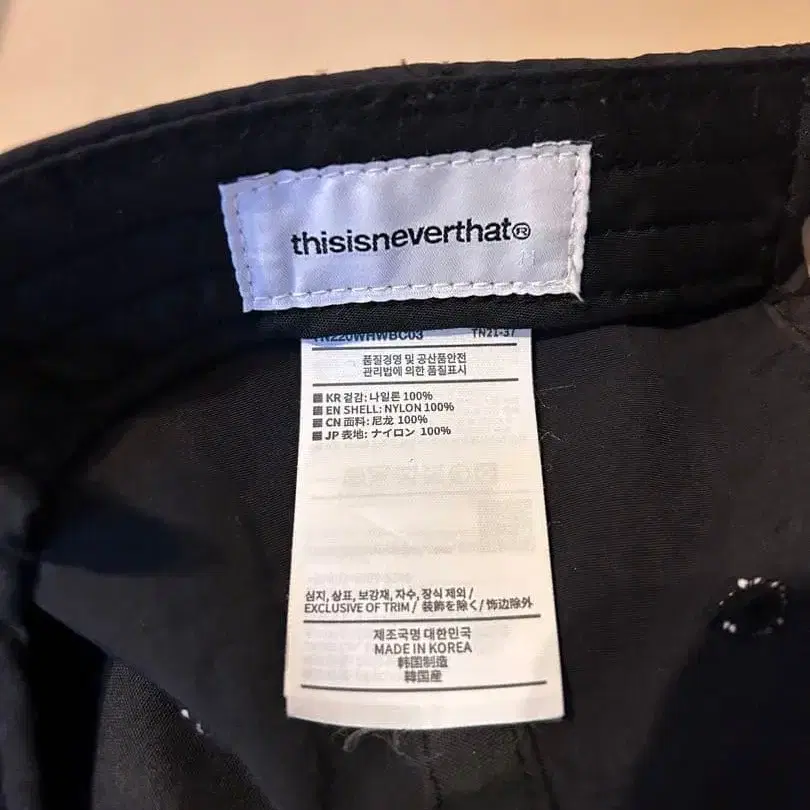 thisisneverthat®
TN220WHWBC03 TN21-37
품질경영 및 공산품안전
관리법에 의한 품질표시
KR 겉감: 나일론 100%
EN SHELL: NYLON 100%
CN 面料: 尼龙 100%
JP 表地: ナイロン 100%
심지, 상표, 보강재, 자수, 장식 제외 /
EXCLUSIVE OF TRIM / 装飾を除く / 饰边除外
제조국명 대한민국
MADE IN KOREA
韩国制造
韓国産